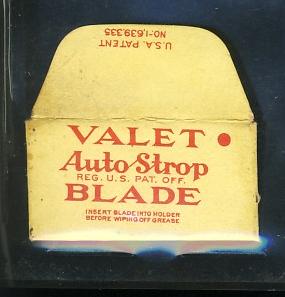 U.S.A. PATENT
NO-1,639,335
VALET
Auto Strop
REG. U.S. PAT. OFF.
BLADE
INSERT BLADE INTO HOLDER
BEFORE WIPING OFF GREASE